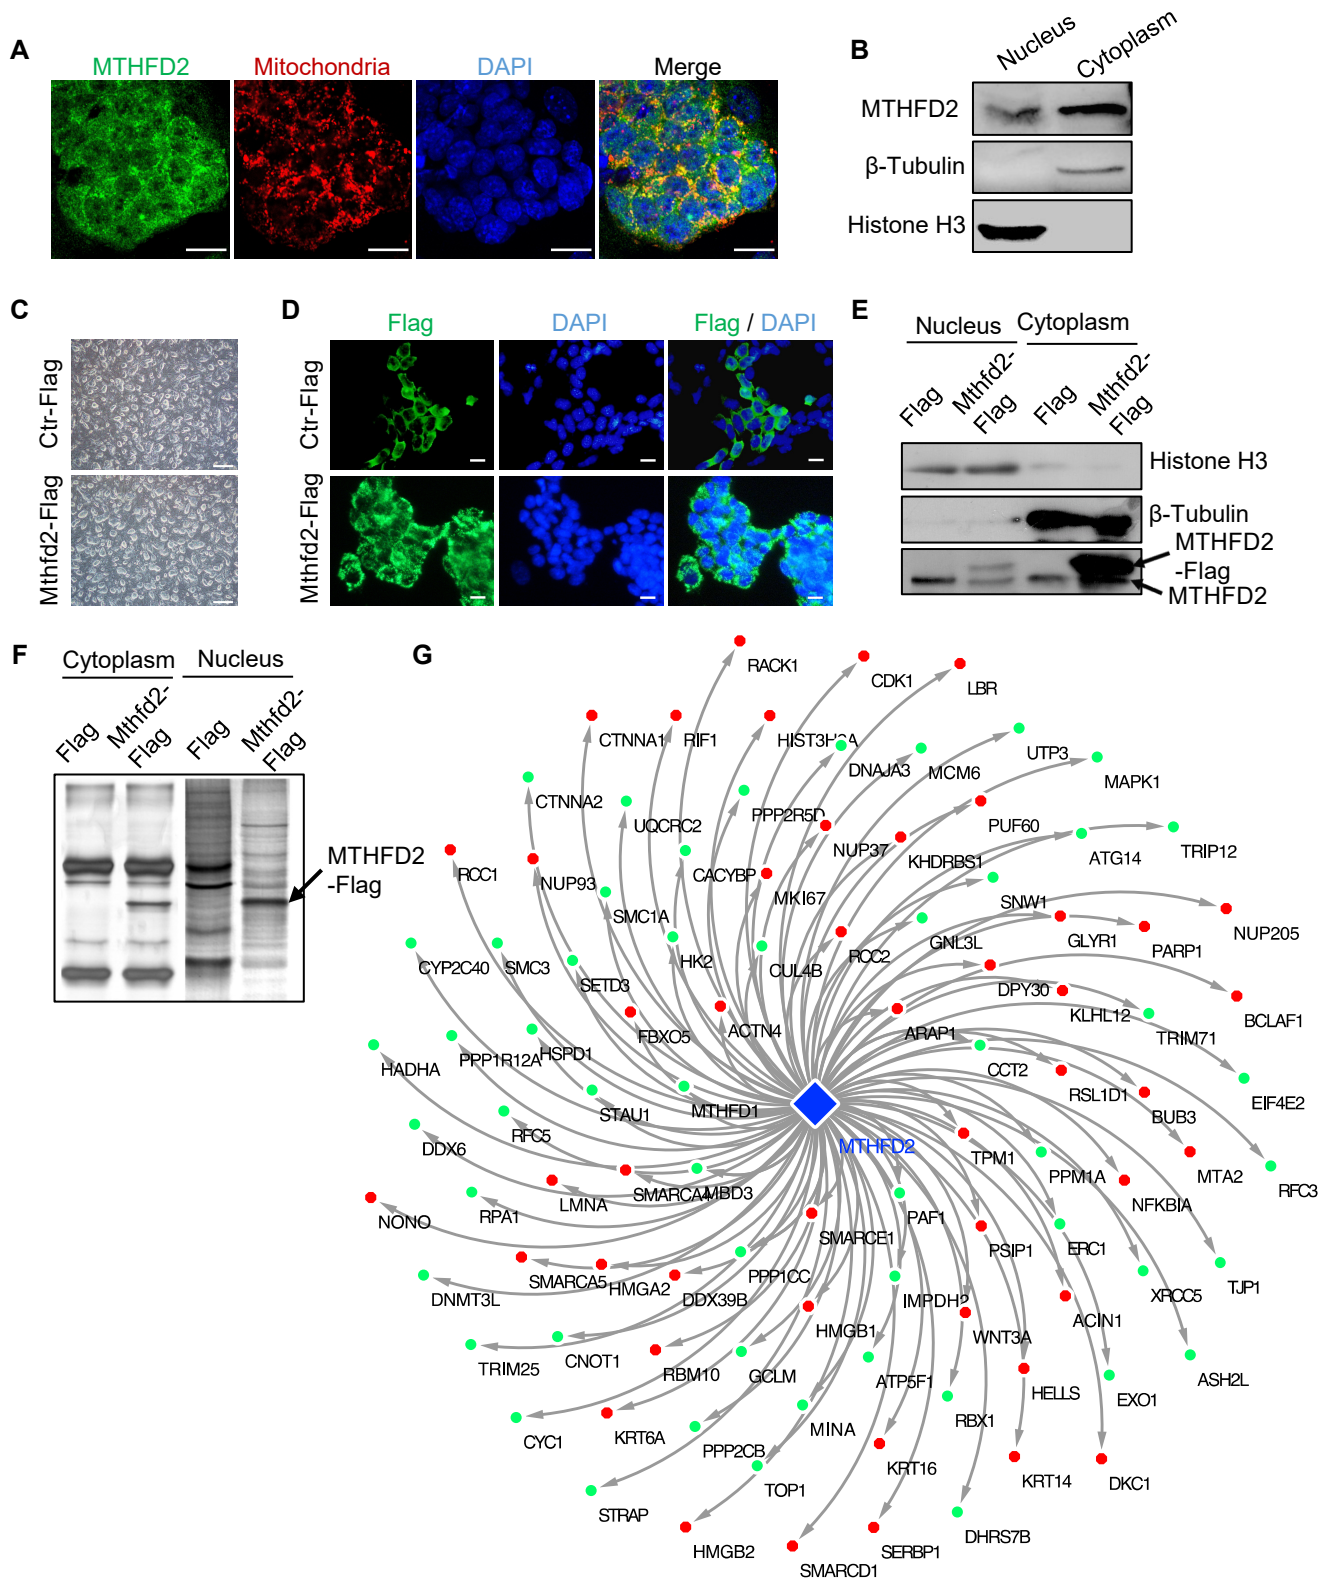 A
MTHFD2
Mitochondria
DAPI
Merge
B
Nucleus
Cytoplasm
MTHFD2
β-Tubulin
Histone H3
C
Ctr-Flag
Mthfd2-Flag
D
Flag
DAPI
Flag / DAPI
Ctr-Flag
Mthfd2-Flag
E
Nucleus
Cytoplasm
Flag
Mthfd2-
Flag
Flag
Mthfd2-
Flag
Histone H3
β-Tubulin
MTHFD2
-Flag
MTHFD2
F
Cytoplasm
Nucleus
Flag
Mthfd2-
Flag
Flag
Mthfd2-
Flag
MTHFD2
-Flag
G
RACK1
CDK1
LBR
CTNNA1
RIF1
HIST3H2A
DNAJA3
MCM6
UTP3
MAPK1
CTNNA2
UQCRC2
PPP2R5D
NUP37
KHDRBS1
PUF60
ATG14
TRIP12
RCC1
NUP93
SMC1A
CACYBP
MKI67
SNW1
GLYR1
PARP1
NUP205
CYP2C40
SMC3
SETD3
HK2
CUL4B
RCC2
GNL3L
DPY30
KLHL12
TRIM71
BCLAF1
HADHA
PPP1R12A
HSPD1
FBXO5
ACTN4
ARAP1
CCT2
RSL1D1
BUB3
EIF4E2
DDX6
RFC5
STAU1
MTHFD1
MTHFD2
TPM1
PPM1A
NFKBIA
MTA2
RFC3
NONO
RPA1
LMNA
SMARCA4
MBD3
SMARCE1
PAF1
PSIP1
ERC1
XRCC5
TJP1
DNMT3L
SMARCA5
HMGA2
DDX39B
PPP1CC
HMGB1
IMPDH2
WNT3A
ACIN1
ASH2L
TRIM25
CNOT1
RBM10
GCLM
ATP5F1
RBX1
HELLS
EXO1
CYC1
KRT6A
PPP2CB
MINA
KRT16
KRT14
DKC1
STRAP
TOP1
DHRS7B
HMGB2
SMARCD1
SERBP1